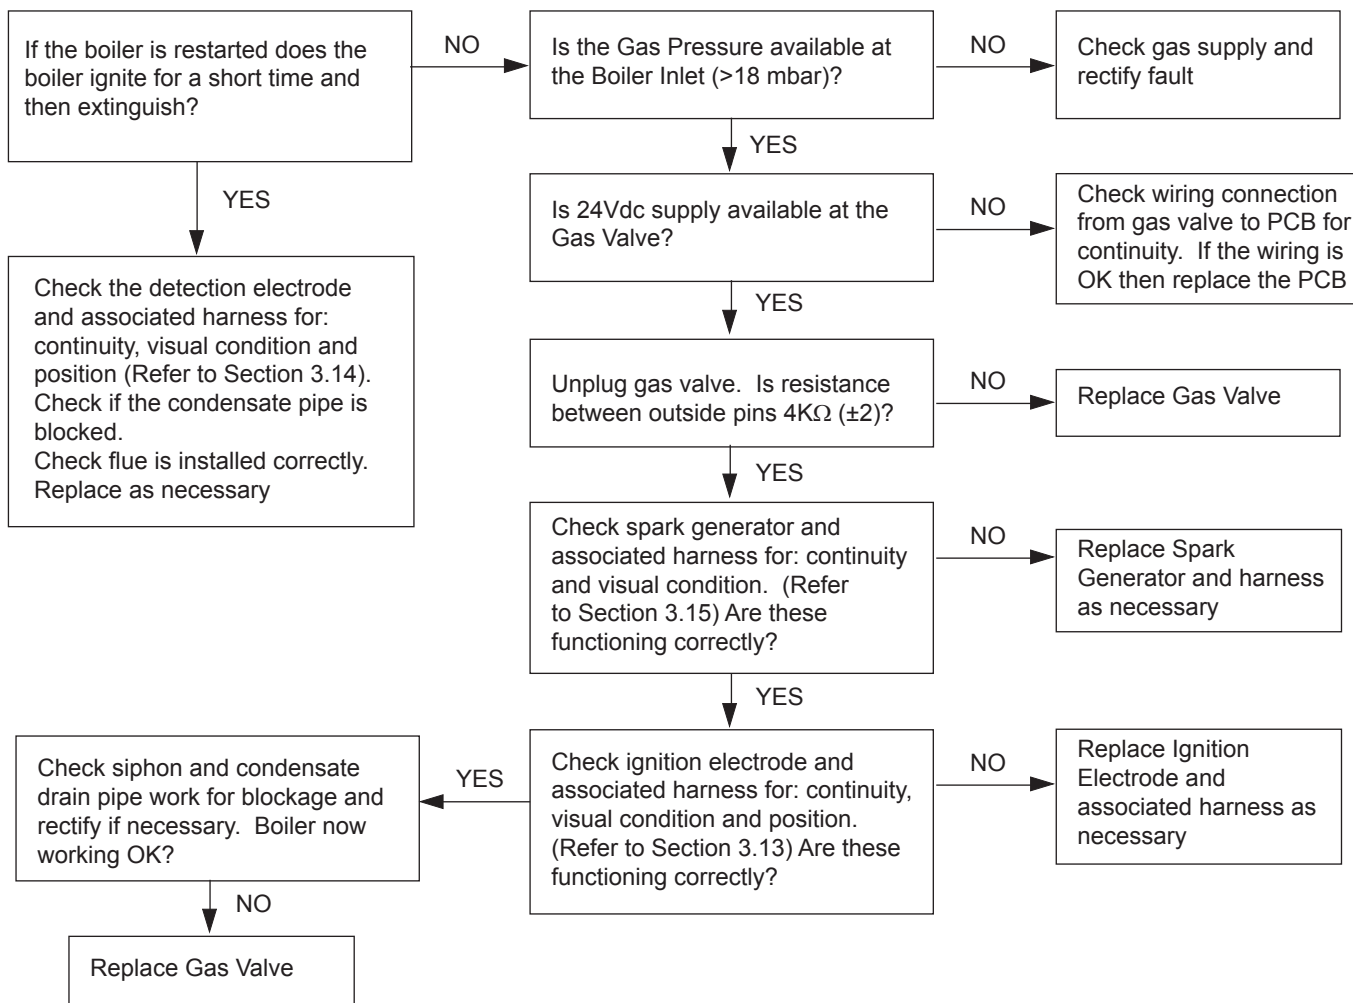 If the boiler is restarted does the
boiler ignite for a short time and
then extinguish?
NO
Is the Gas Pressure available at
the Boiler Inlet (>18 mbar)?
NO
Check gas supply and
rectify fault
YES
YES
Check the detection electrode
and associated harness for:
continuity, visual condition and
position (Refer to Section 3.14).
Check if the condensate pipe is
blocked.
Check flue is installed correctly.
Replace as necessary
Is 24Vdc supply available at the
Gas Valve?
NO
Check wiring connection
from gas valve to PCB for
continuity.  If the wiring is
OK then replace the PCB
YES
Unplug gas valve.  Is resistance
between outside pins 4KΩ (±2)?
NO
Replace Gas Valve
YES
Check spark generator and
associated harness for: continuity
and visual condition.  (Refer
to Section 3.15) Are these
functioning correctly?
NO
Replace Spark
Generator and harness
as necessary
YES
Check ignition electrode and
associated harness for: continuity,
visual condition and position.
(Refer to Section 3.13) Are these
functioning correctly?
NO
Replace Ignition
Electrode and
associated harness as
necessary
YES
Check siphon and condensate
drain pipe work for blockage and
rectify if necessary.  Boiler now
working OK?
NO
Replace Gas Valve